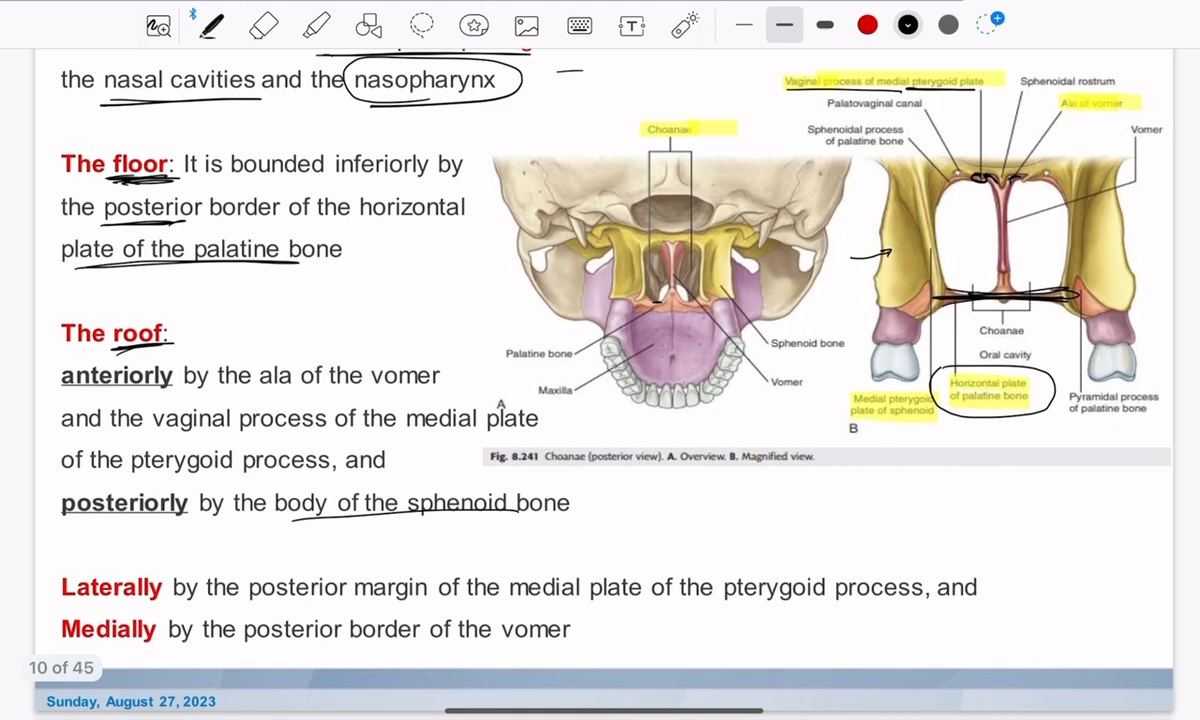 the nasal cavities and the nasopharynx
The floor: It is bounded inferiorly by
the posterior border of the horizontal
plate of the palatine bone
The roof:
anteriorly by the ala of the vomer
and the vaginal process of the medial plate
of the pterygoid process, and
posteriorly by the body of the sphenoid bone
Laterally by the posterior margin of the medial plate of the pterygoid process, and
Medially by the posterior border of the vomer
Choanae
Palatine bone
Maxilla
Sphenoid bone
Vomer
A
Vaginal process of medial pterygoid plate
Sphenoidal rostrum
Palatovaginal canal
Ala of vomer
Sphenoidal process
of palatine bone
Vomer
Choanae
Oral cavity
Horizontal plate
of palatine bone
Medial pterygoid
plate of sphenoid
Pyramidal process
of palatine bone
B
Fig. 8.241 Choanae (posterior view). A. Overview. B. Magnified view.
10 of 45
Sunday, August 27, 2023